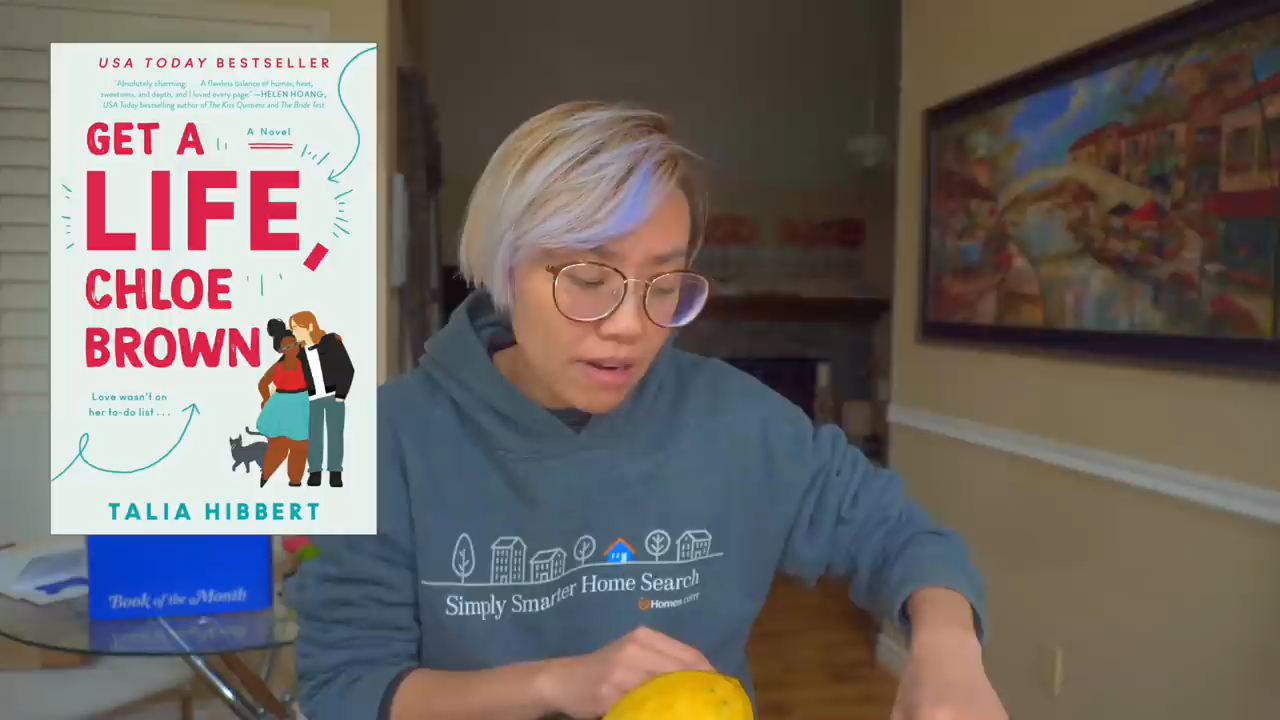 USA TODAY BESTSELLER
"Absolutely charming. A flawless balance of humor, heat,
sweetness, and depth, and I loved every page." —HELEN HOANG,
USA Today bestselling author of The Kiss Quotient and The Bride Test
GET A
A Novel
LIFE,
CHLOE
BROWN
Love wasn't on
her to-do list...
TALIA HIBBERT
Book of the Month
Simply Smarter Home Search
Homes.com